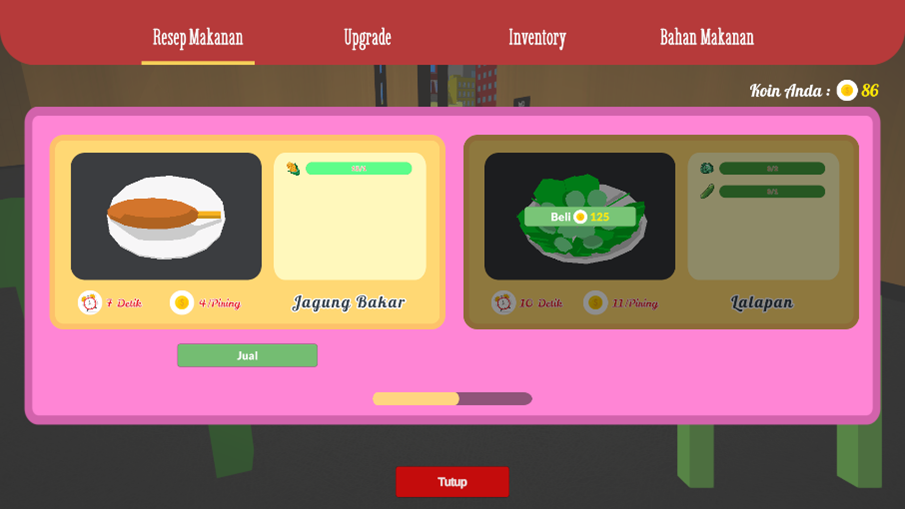 Resep Makanan
Upgrade
Inventory
Bahan Makanan
Koin Anda : 86
Beli 125
7 Detik
4/Piring
Jagung Bakar
10 Detik
11/Piring
Lalapan
Jual
Tutup